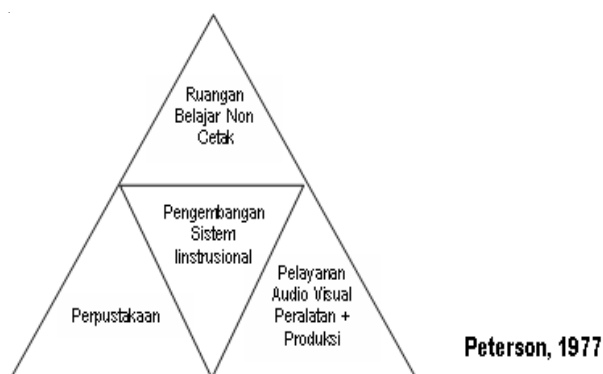 Ruangan
Belajar Non
Cetak
Pengembangan
Sistem
Iinstrusional
Perpustakaan
Pelayanan
Audio Visual
Peralatan +
Produksi
Peterson, 1977